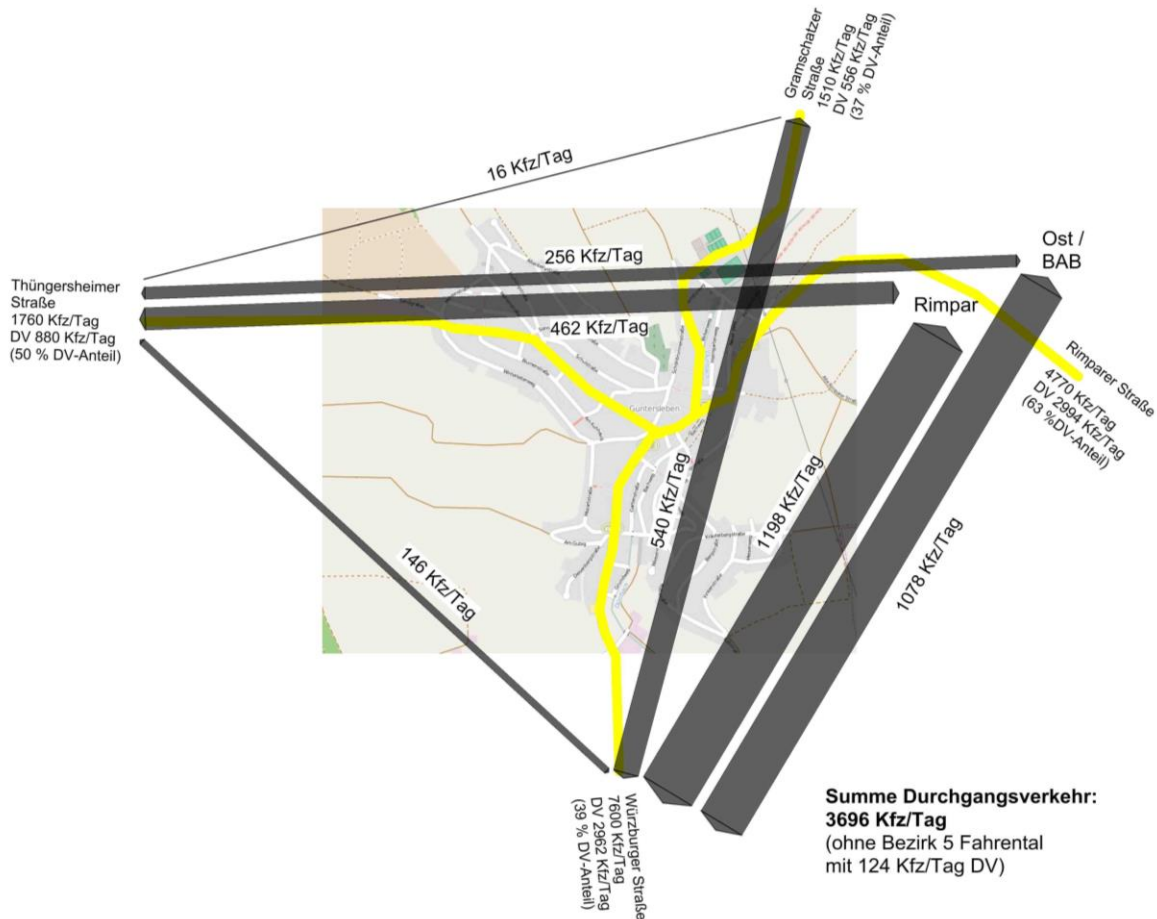 Gramschatzer
Straße
1510 Kfz/Tag
DV 556 Kfz/Tag
(37 % DV-Anteil)
16 Kfz/Tag
256 Kfz/Tag
Ost /
BAB
Thüngersheimer
Straße
1760 Kfz/Tag
DV 880 Kfz/Tag
(50 % DV-Anteil)
462 Kfz/Tag
Rimpar
Rimparer Straße
4770 Kfz/Tag
DV 2994 Kfz/Tag
(63 %DV-Anteil)
Güntersleben
540 Kfz/Tag
1198 Kfz/Tag
1078 Kfz/Tag
146 Kfz/Tag
Würzburger Straße
7600 Kfz/Tag
DV 2962 Kfz/Tag
(39 % DV-Anteil)
Summe Durchgangsverkehr:
3696 Kfz/Tag
(ohne Bezirk 5 Fahrental
mit 124 Kfz/Tag DV)